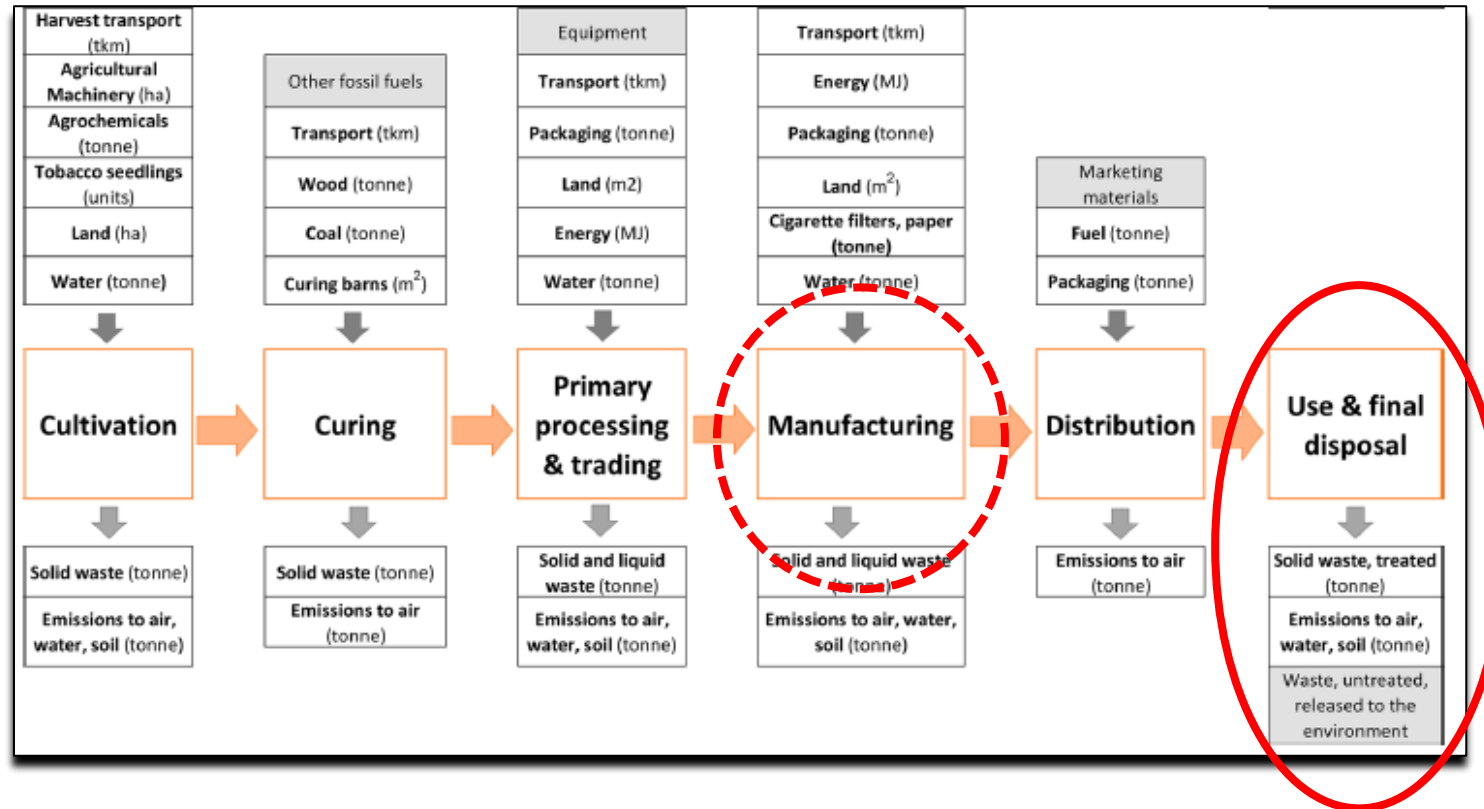 Harvest transport
(tkm)
Agricultural
Machinery (ha)
Agrochemicals
(tonne)
Tobacco seedlings
(units)
Land (ha)
Water (tonne)
Other fossil fuels
Transport (tkm)
Wood (tonne)
Coal (tonne)
Curing barns (m²)
Equipment
Transport (tkm)
Packaging (tonne)
Land (m2)
Energy (MJ)
Water (tonne)
Transport (tkm)
Energy (MJ)
Packaging (tonne)
Land (m²)
Cigarette filters, paper
(tonne)
Water (tonne)
Marketing
materials
Fuel (tonne)
Packaging (tonne)
Cultivation
Curing
Primary
processing
& trading
Manufacturing
Distribution
Use & final
disposal
Solid waste (tonne)
Emissions to air,
water, soil (tonne)
Solid waste (tonne)
Emissions to air
(tonne)
Solid and liquid
waste (tonne)
Emissions to air,
water, soil (tonne)
Solid and liquid waste
(tonne)
Emissions to air, water,
soil (tonne)
Emissions to air
(tonne)
Solid waste, treated
(tonne)
Emissions to air,
water, soil (tonne)
Waste, untreated,
released to the
environment